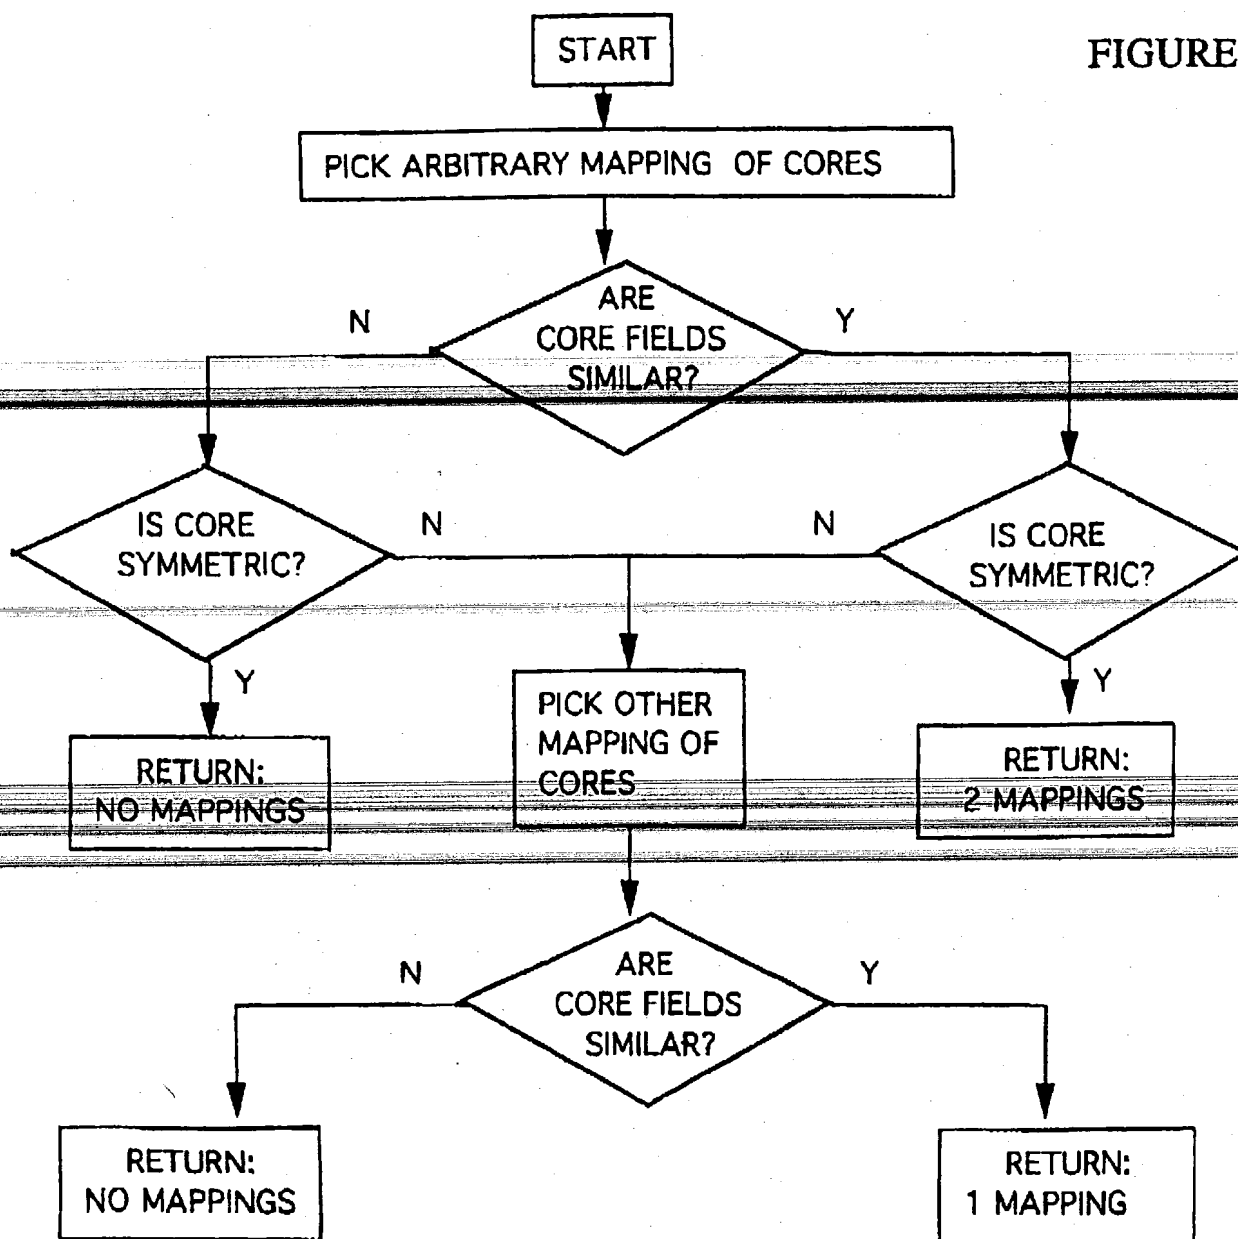 START
FIGURE
PICK ARBITRARY MAPPING OF CORES
ARE
CORE FIELDS
SIMILAR?
N
Y
IS CORE
SYMMETRIC?
N
N
IS CORE
SYMMETRIC?
Y
Y
PICK OTHER
MAPPING OF
CORES
RETURN:
NO MAPPINGS
RETURN:
2 MAPPINGS
ARE
CORE FIELDS
SIMILAR?
N
Y
RETURN:
NO MAPPINGS
RETURN:
1 MAPPING